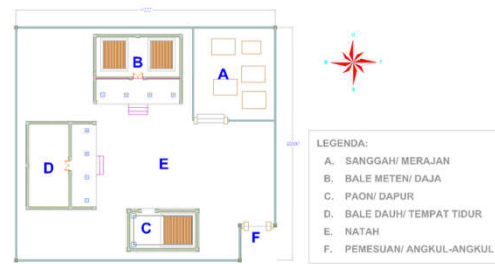 B
A
D
E
C
F
LEGENDA:
A. SANGGAH/ MERAJAN
B. BALE METEN/ DAJA
C. PAON/ DAPUR
D. BALE DAUH/ TEMPAT TIDUR
E. NATAH
F. PEMESUAN/ ANGKUL-ANGKUL